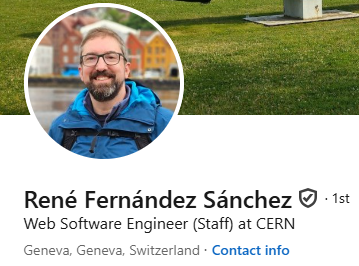 René Fernández Sánchez · 1st
Web Software Engineer (Staff) at CERN
Geneva, Geneva, Switzerland · Contact info